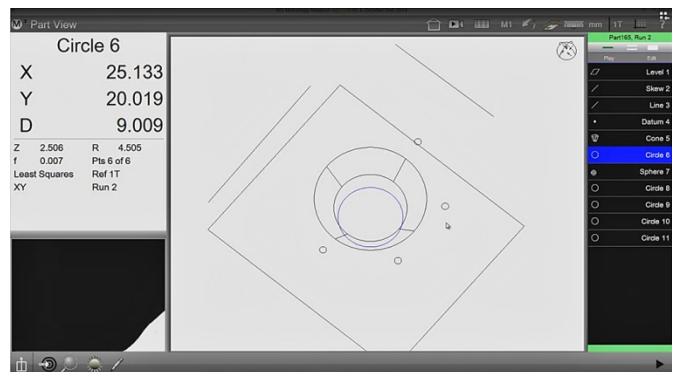 Part View
M1
mm
1T
?
Circle 6
X 25.133
Y 20.019
D 9.009
Z 2.506 R 4.505
f 0.007 Pts 6 of 6
Least Squares Ref 1T
XY Run 2
Part165, Run 2
Play Edit
Level 1
Skew 2
Line 3
Datum 4
Cone 5
Circle 6
Sphere 7
Circle 8
Circle 9
Circle 10
Circle 11